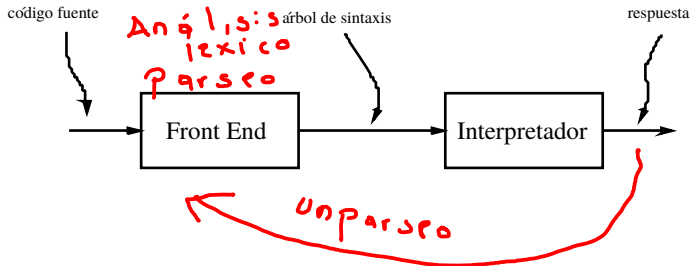 código fuente
Análisis
léxico
parseo
árbol de sintaxis
respuesta
Front End
Interpretador
unparseo